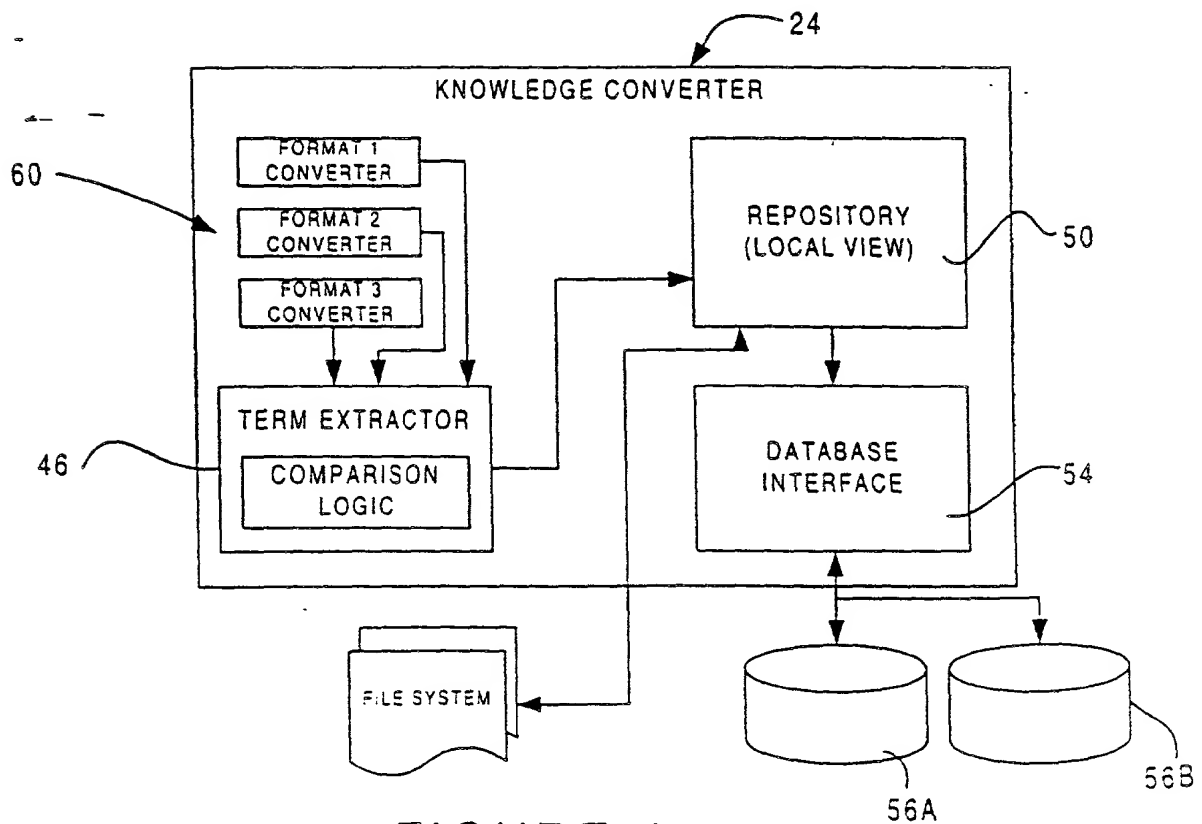 24
KNOWLEDGE CONVERTER
FORMAT 1
CONVERTER
60
FORMAT 2
CONVERTER
FORMAT 3
CONVERTER
REPOSITORY
(LOCAL VIEW)
50
TERM EXTRACTOR
46
COMPARISON
LOGIC
DATABASE
INTERFACE
54
FILE SYSTEM
56A
56B